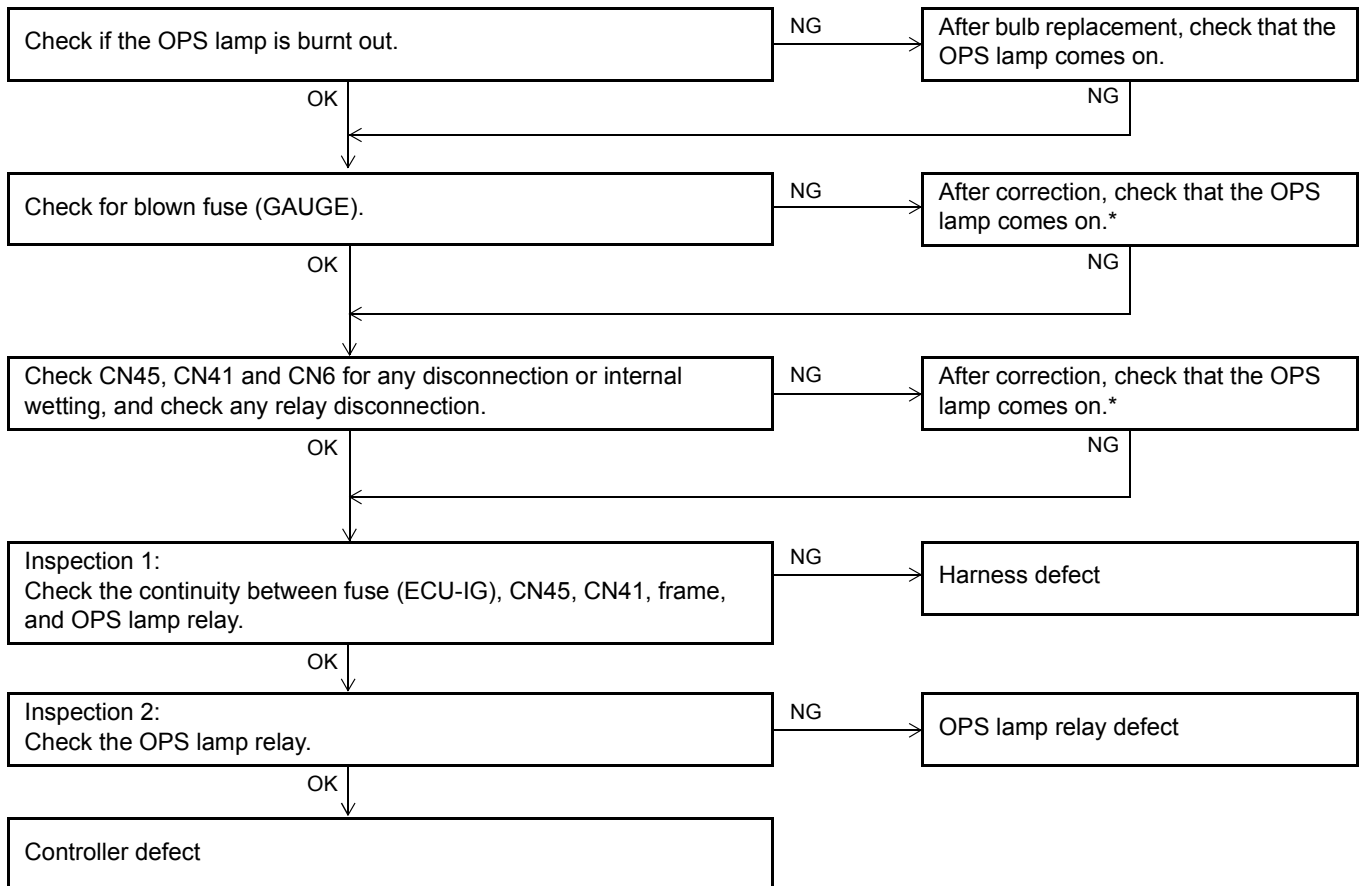 Check if the OPS lamp is burnt out.
NG
After bulb replacement, check that the
OPS lamp comes on.
OK
NG
Check for blown fuse (GAUGE).
NG
After correction, check that the OPS
lamp comes on.*
OK
NG
Check CN45, CN41 and CN6 for any disconnection or internal
wetting, and check any relay disconnection.
NG
After correction, check that the OPS
lamp comes on.*
OK
NG
Inspection 1:
Check the continuity between fuse (ECU-IG), CN45, CN41, frame,
and OPS lamp relay.
NG
Harness defect
OK
Inspection 2:
Check the OPS lamp relay.
NG
OPS lamp relay defect
OK
Controller defect